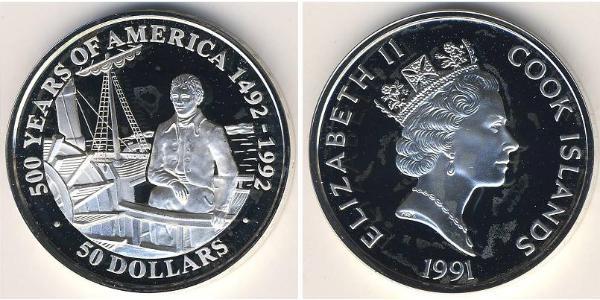 500 YEARS OF AMERICA 1492-1992
• 50 DOLLARS •
ELIZABETH II
COOK ISLANDS
1991